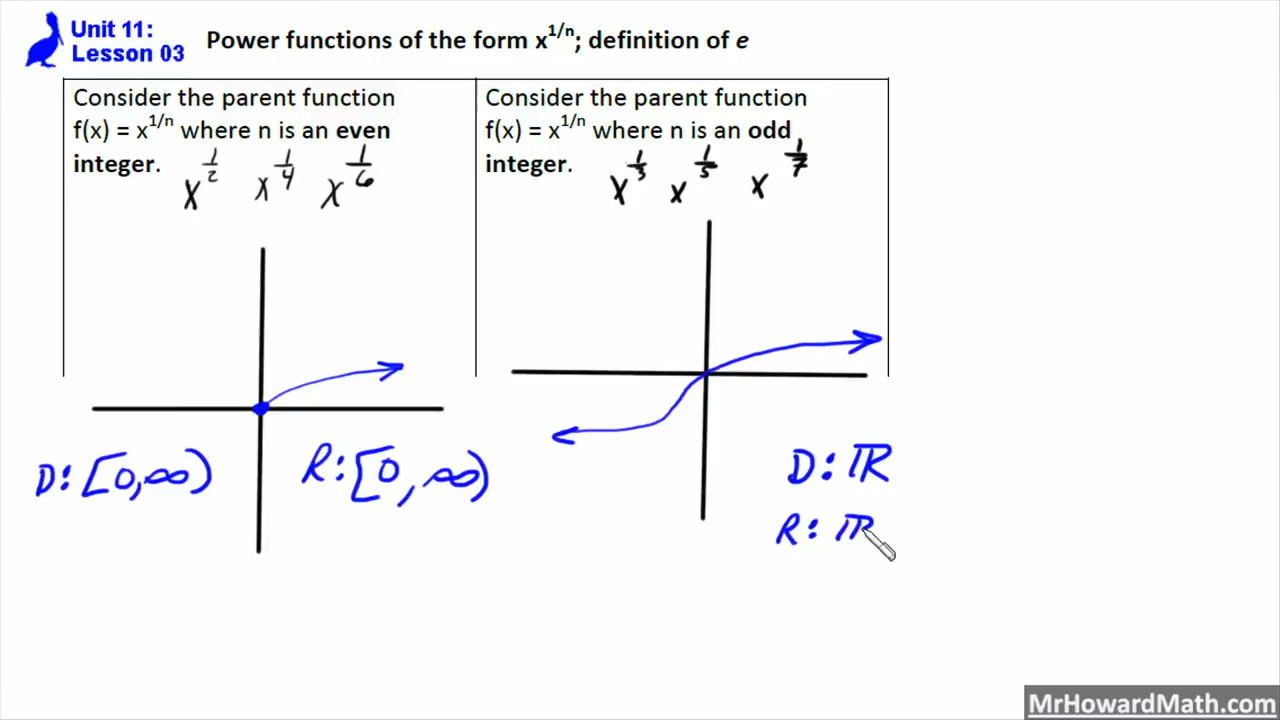 Unit 11:
Lesson 03
Power functions of the form x^1/n; definition of e
Consider the parent function
f(x) = x^1/n where n is an even
integer.
x^1/2 x^1/4 x^1/6
D: [0,∞) R: [0,∞)
Consider the parent function
f(x) = x^1/n where n is an odd
integer.
x^1/3 x^1/5 x^1/7
D: ℝ
R: ℝ
MrHowardMath.com